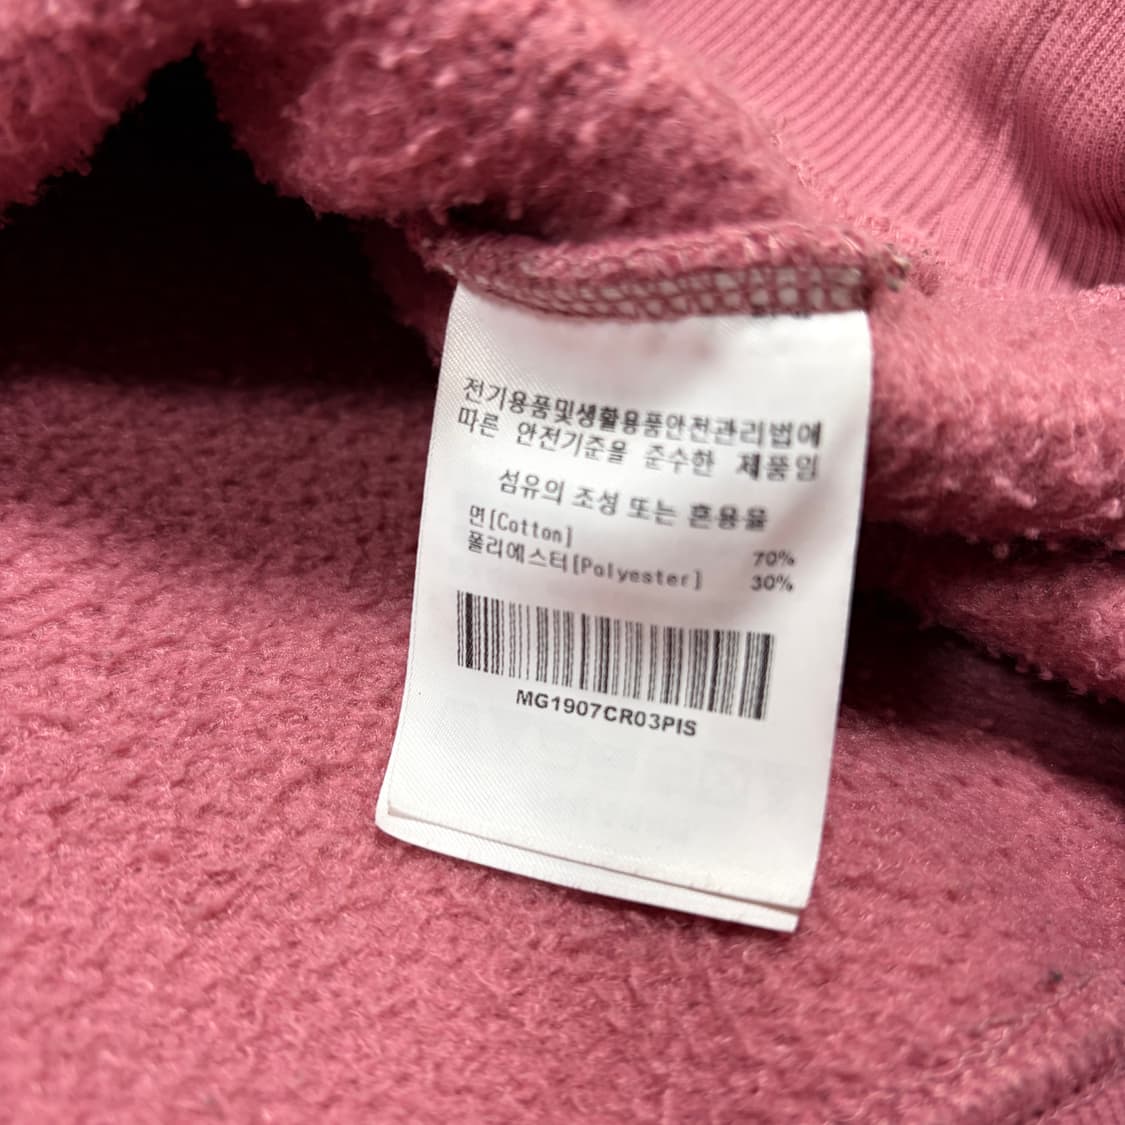 전기용품및생활용품안전관리법에
따른 안전기준을 준수한 제품임
섬유의 조성 또는 혼용율
면[Cotton] 70%
폴리에스터[Polyester] 30%
MG1907CR03PIS